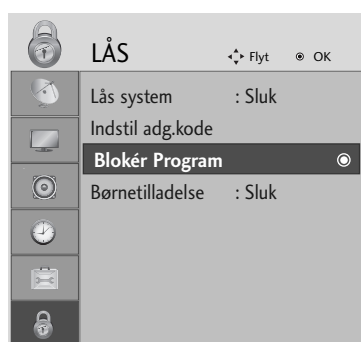 LÅS Flyt OK
Lås system : Sluk
Indstil adg.kode
Blokér Program
Børnetilladelse : Sluk